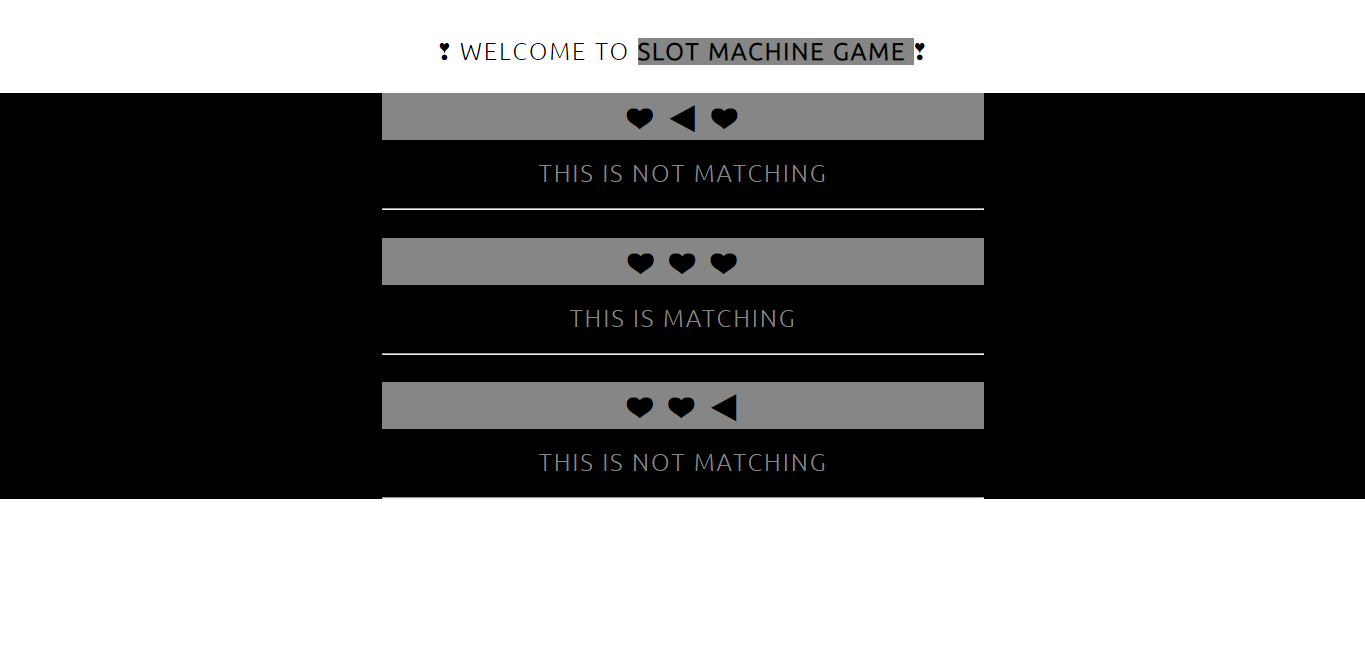 ❣ WELCOME TO SLOT MACHINE GAME ❣
❤ ◀ ❤
THIS IS NOT MATCHING
❤ ❤ ❤
THIS IS MATCHING
❤ ❤ ◀
THIS IS NOT MATCHING